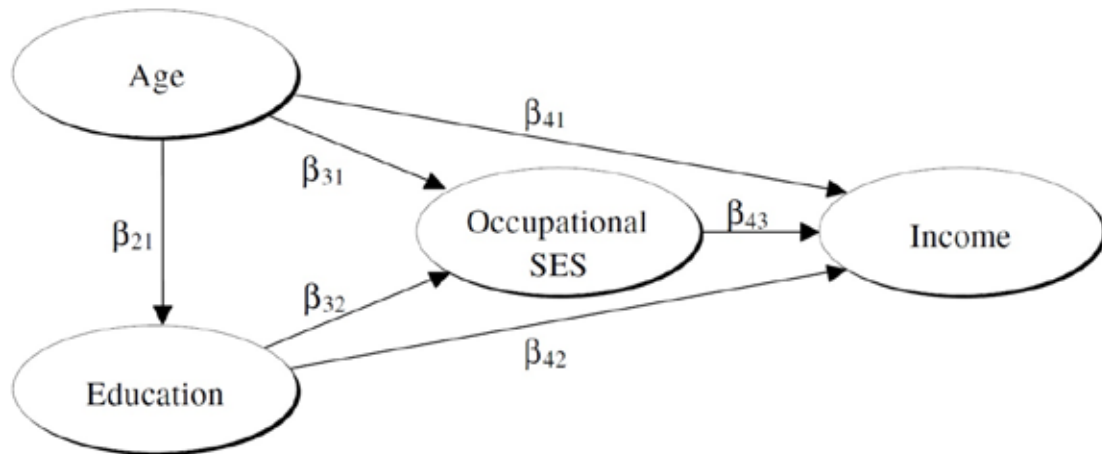 Age
β41
β31
β21
Occupational
SES
β43
Income
β32
β42
Education